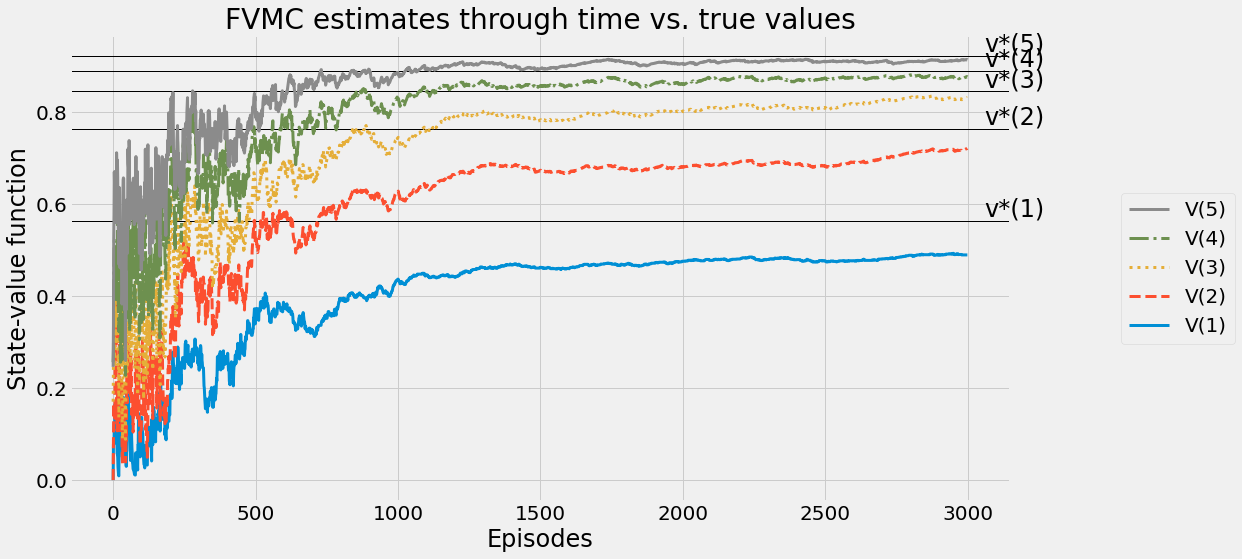 FVMC estimates through time vs. true values
v*(5)
v*(4)
v*(3)
v*(2)
v*(1)
State-value function
0.8
0.6
0.4
0.2
0.0
0 500 1000 1500 2000 2500 3000
Episodes
V(5)
V(4)
V(3)
V(2)
V(1)